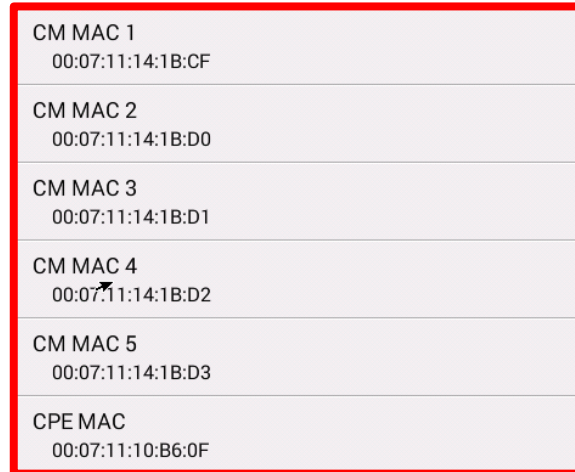 CM MAC 1
00:07:11:14:1B:CF
CM MAC 2
00:07:11:14:1B:D0
CM MAC 3
00:07:11:14:1B:D1
CM MAC 4
00:07:11:14:1B:D2
CM MAC 5
00:07:11:14:1B:D3
CPE MAC
00:07:11:10:B6:0F